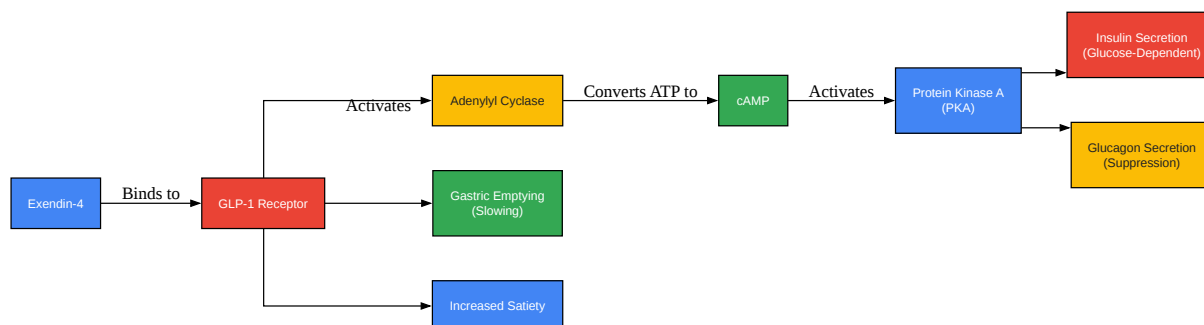 Insulin Secretion
(Glucose-Dependent)
Activates
Adenylyl Cyclase
Converts ATP to
cAMP
Activates
Protein Kinase A
(PKA)
Glucagon Secretion
(Suppression)
Exendin-4
Binds to
GLP-1 Receptor
Gastric Emptying
(Slowing)
Increased Satiety